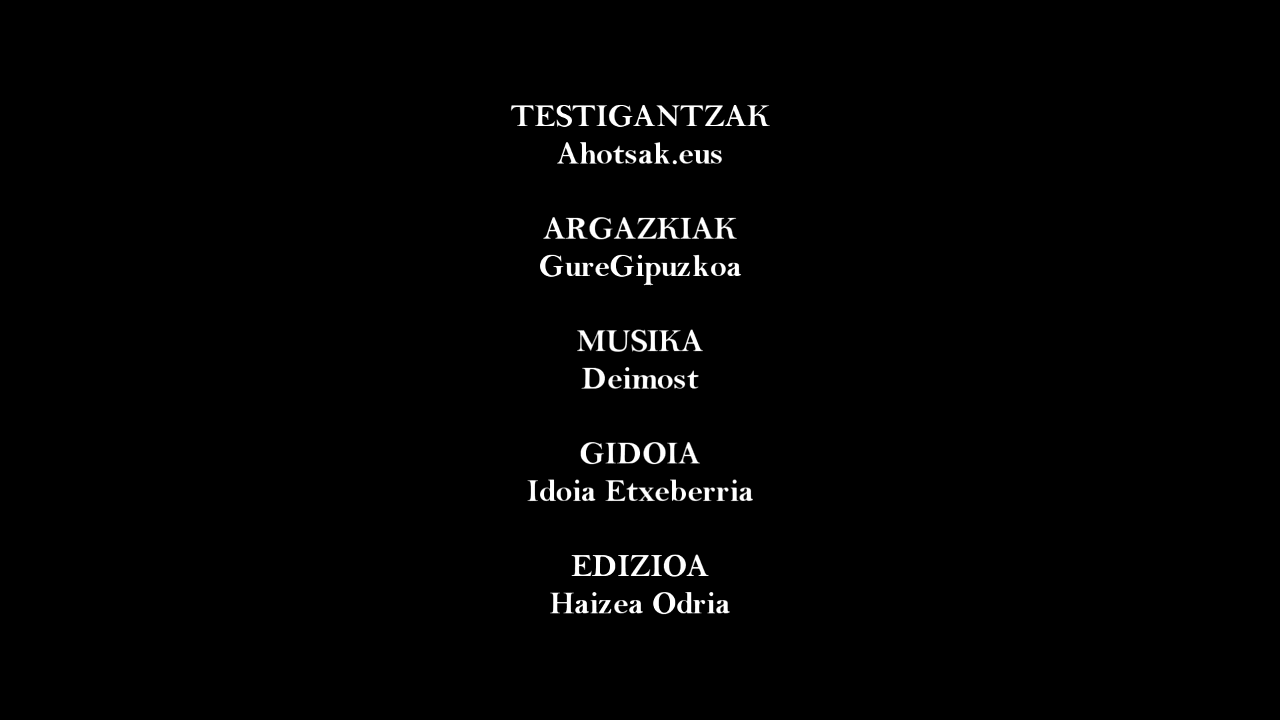 TESTIGANTZAK
Ahotsak.eus
ARGAZKIAK
GureGipuzkoa
MUSIKA
Deimost
GIDOIA
Idoia Etxeberria
EDIZIOA
Haizea Odria